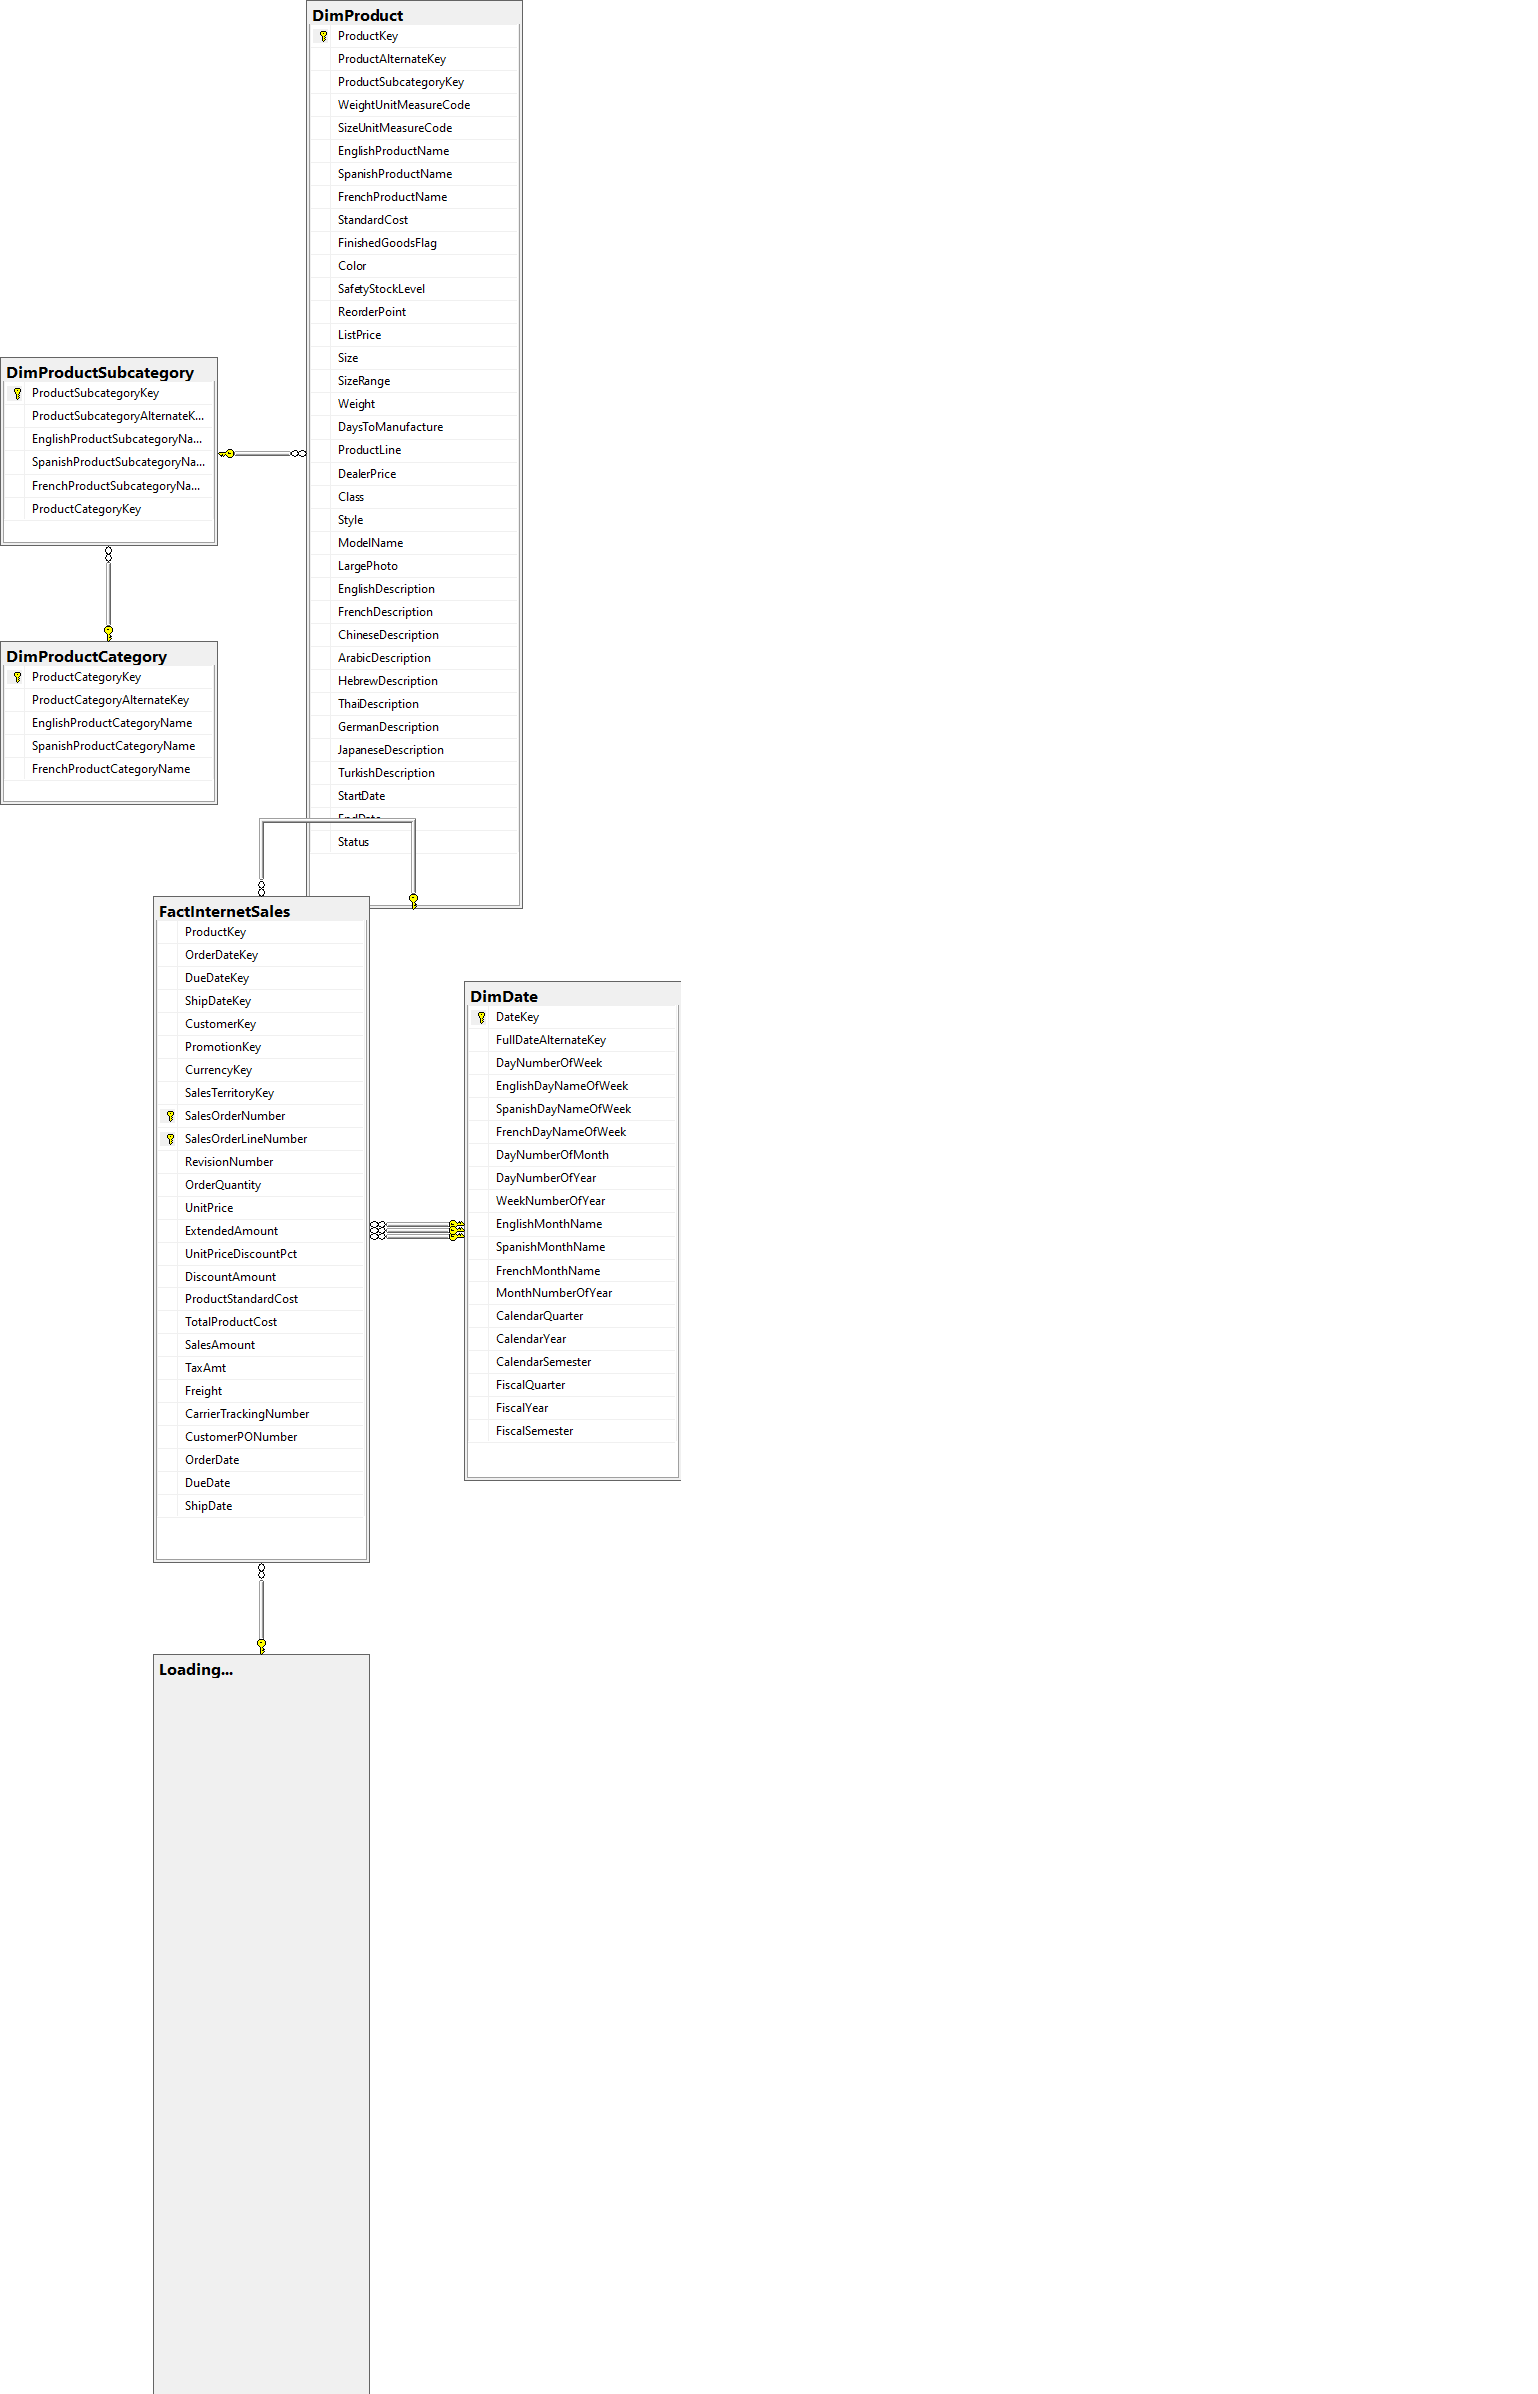 DimProduct
ProductKey
ProductAlternateKey
ProductSubcategoryKey
WeightUnitMeasureCode
SizeUnitMeasureCode
EnglishProductName
SpanishProductName
FrenchProductName
StandardCost
FinishedGoodsFlag
Color
SafetyStockLevel
ReorderPoint
ListPrice
Size
SizeRange
Weight
DaysToManufacture
ProductLine
DealerPrice
Class
Style
ModelName
LargePhoto
EnglishDescription
FrenchDescription
ChineseDescription
ArabicDescription
HebrewDescription
ThaiDescription
GermanDescription
JapaneseDescription
TurkishDescription
StartDate
EndDate
Status
DimProductSubcategory
ProductSubcategoryKey
ProductSubcategoryAlternateK...
EnglishProductSubcategoryNa...
SpanishProductSubcategoryNa...
FrenchProductSubcategoryNa...
ProductCategoryKey
DimProductCategory
ProductCategoryKey
ProductCategoryAlternateKey
EnglishProductCategoryName
SpanishProductCategoryName
FrenchProductCategoryName
FactInternetSales
ProductKey
OrderDateKey
DueDateKey
ShipDateKey
CustomerKey
PromotionKey
CurrencyKey
SalesTerritoryKey
SalesOrderNumber
SalesOrderLineNumber
RevisionNumber
OrderQuantity
UnitPrice
ExtendedAmount
UnitPriceDiscountPct
DiscountAmount
ProductStandardCost
TotalProductCost
SalesAmount
TaxAmt
Freight
CarrierTrackingNumber
CustomerPONumber
OrderDate
DueDate
ShipDate
DimDate
DateKey
FullDateAlternateKey
DayNumberOfWeek
EnglishDayNameOfWeek
SpanishDayNameOfWeek
FrenchDayNameOfWeek
DayNumberOfMonth
DayNumberOfYear
WeekNumberOfYear
EnglishMonthName
SpanishMonthName
FrenchMonthName
MonthNumberOfYear
CalendarQuarter
CalendarYear
CalendarSemester
FiscalQuarter
FiscalYear
FiscalSemester
Loading...